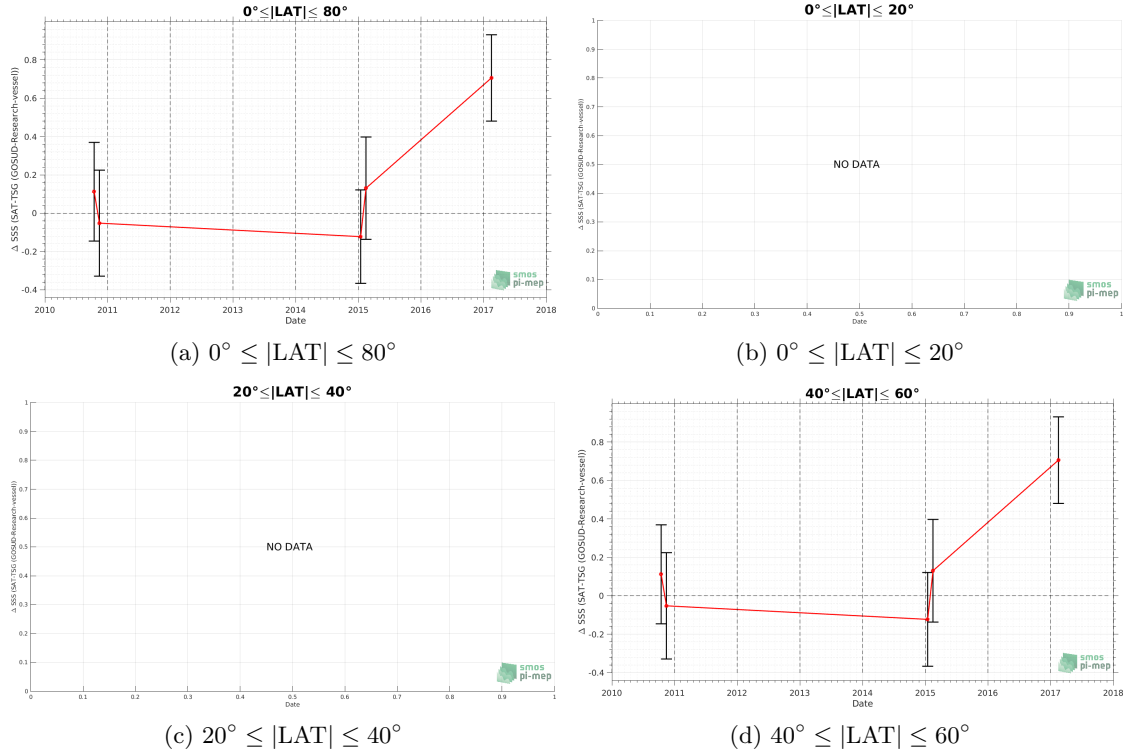 0°≤|LAT|≤ 80°
Δ SSS (SAT-TSG (GOSUD-Research-vessel))
0.8
0.6
0.4
0.2
0
-0.2
-0.4
2010 2011 2012 2013 2014 2015 2016 2017 2018
Date
smos
pi-mep
(a) 0° ≤ |LAT| ≤ 80°
0°≤|LAT|≤ 20°
Δ SSS (SAT-TSG (GOSUD-Research-vessel))
1
0.9
0.8
0.7
0.6
0.5
0.4
0.3
0.2
0.1
0
NO DATA
0 0.1 0.2 0.3 0.4 0.5 0.6 0.7 0.8 0.9 1
Date
smos
pi-mep
(b) 0° ≤ |LAT| ≤ 20°
20°≤|LAT|≤ 40°
Δ SSS (SAT-TSG (GOSUD-Research-vessel))
1
0.9
0.8
0.7
0.6
0.5
0.4
0.3
0.2
0.1
0
NO DATA
0 0.1 0.2 0.3 0.4 0.5 0.6 0.7 0.8 0.9 1
Date
smos
pi-mep
(c) 20° ≤ |LAT| ≤ 40°
40°≤|LAT|≤ 60°
Δ SSS (SAT-TSG (GOSUD-Research-vessel))
0.8
0.6
0.4
0.2
0
-0.2
-0.4
2010 2011 2012 2013 2014 2015 2016 2017 2018
Date
smos
pi-mep
(d) 40° ≤ |LAT| ≤ 60°